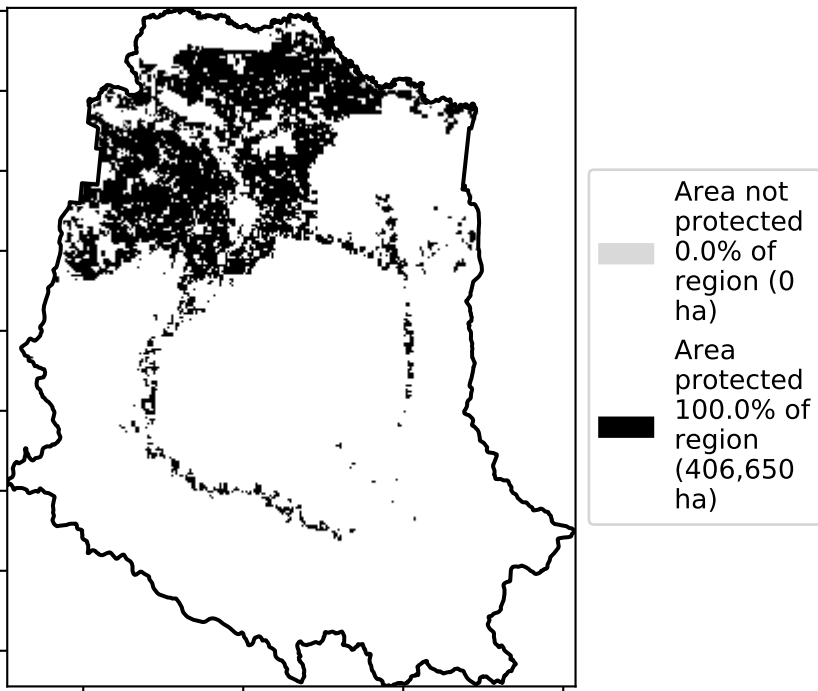 Area not
protected
0.0% of
region (0
ha)
Area
protected
100.0% of
region
(406,650
ha)